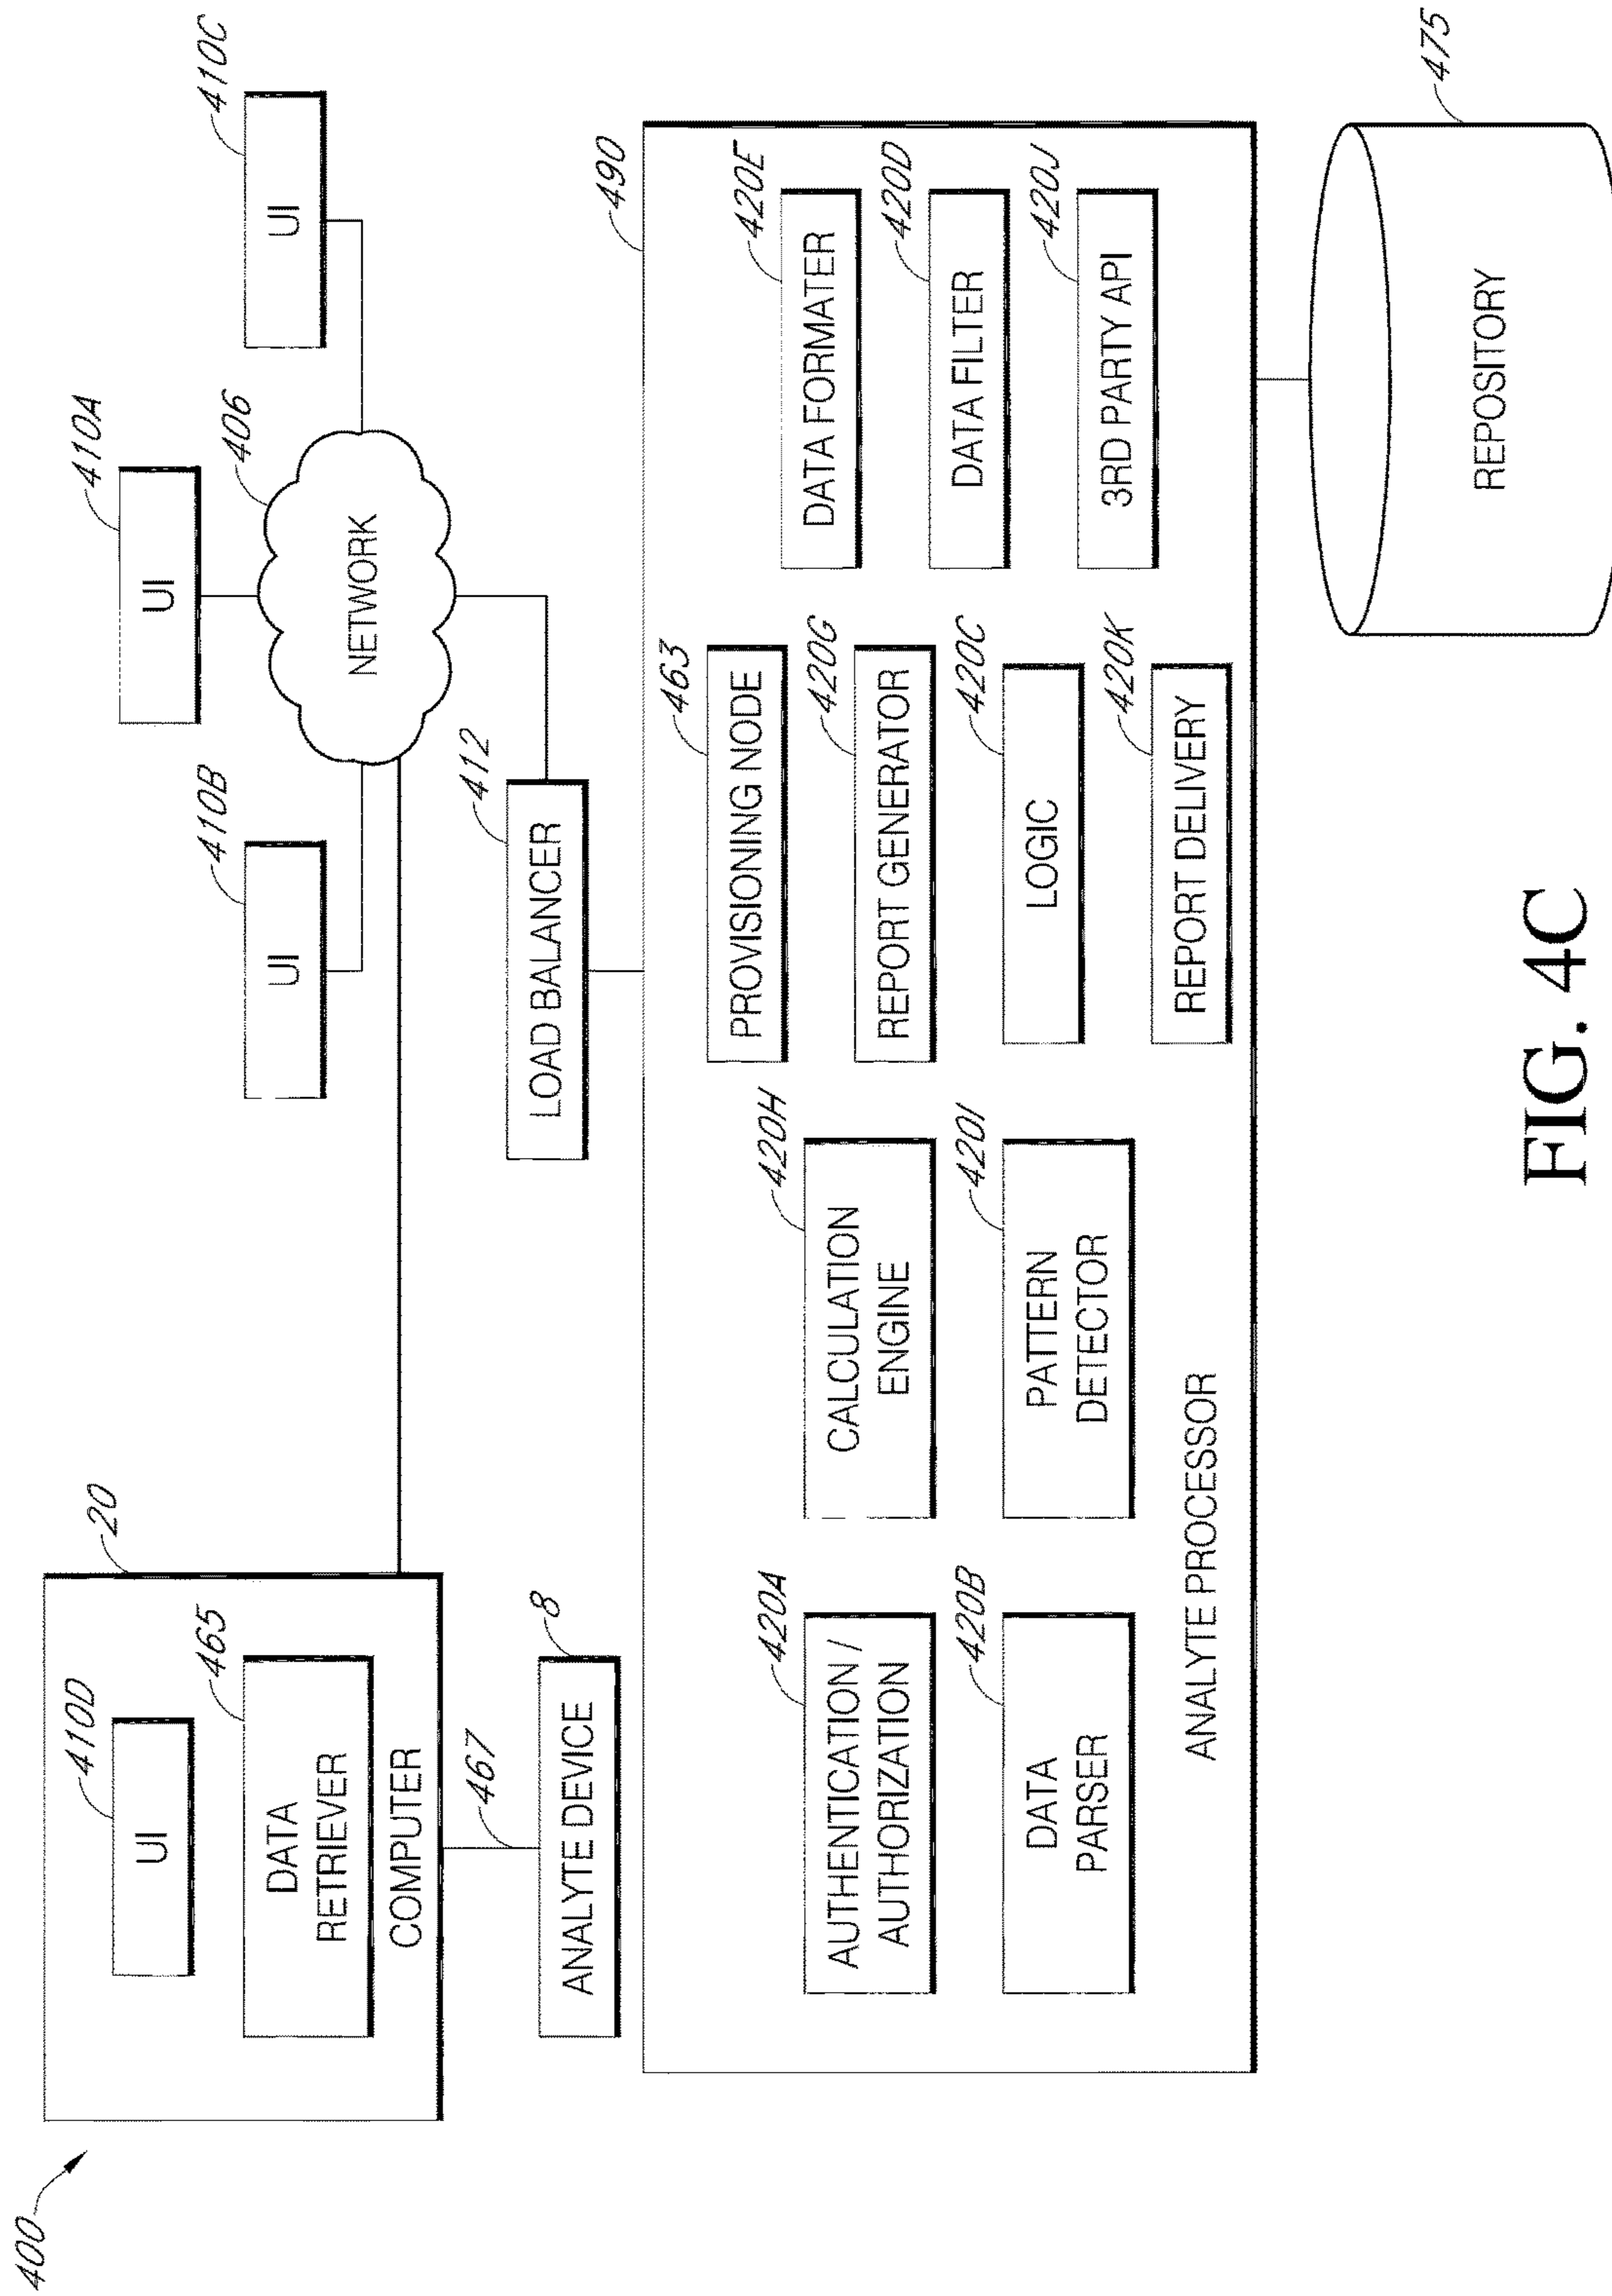 400
20
410D
UI
465
DATA
RETRIEVER
COMPUTER
467
8
ANALYTE DEVICE
410B
UI
410A
UI
410C
UI
406
NETWORK
412
LOAD BALANCER
490
420A
AUTHENTICATION /
AUTHORIZATION
420B
DATA
PARSER
420H
CALCULATION
ENGINE
420I
PATTERN
DETECTOR
463
PROVISIONING NODE
420G
REPORT GENERATOR
420C
LOGIC
420K
REPORT DELIVERY
420E
DATA FORMATER
420D
DATA FILTER
420J
3RD PARTY API
ANALYTE PROCESSOR
475
REPOSITORY
FIG. 4C